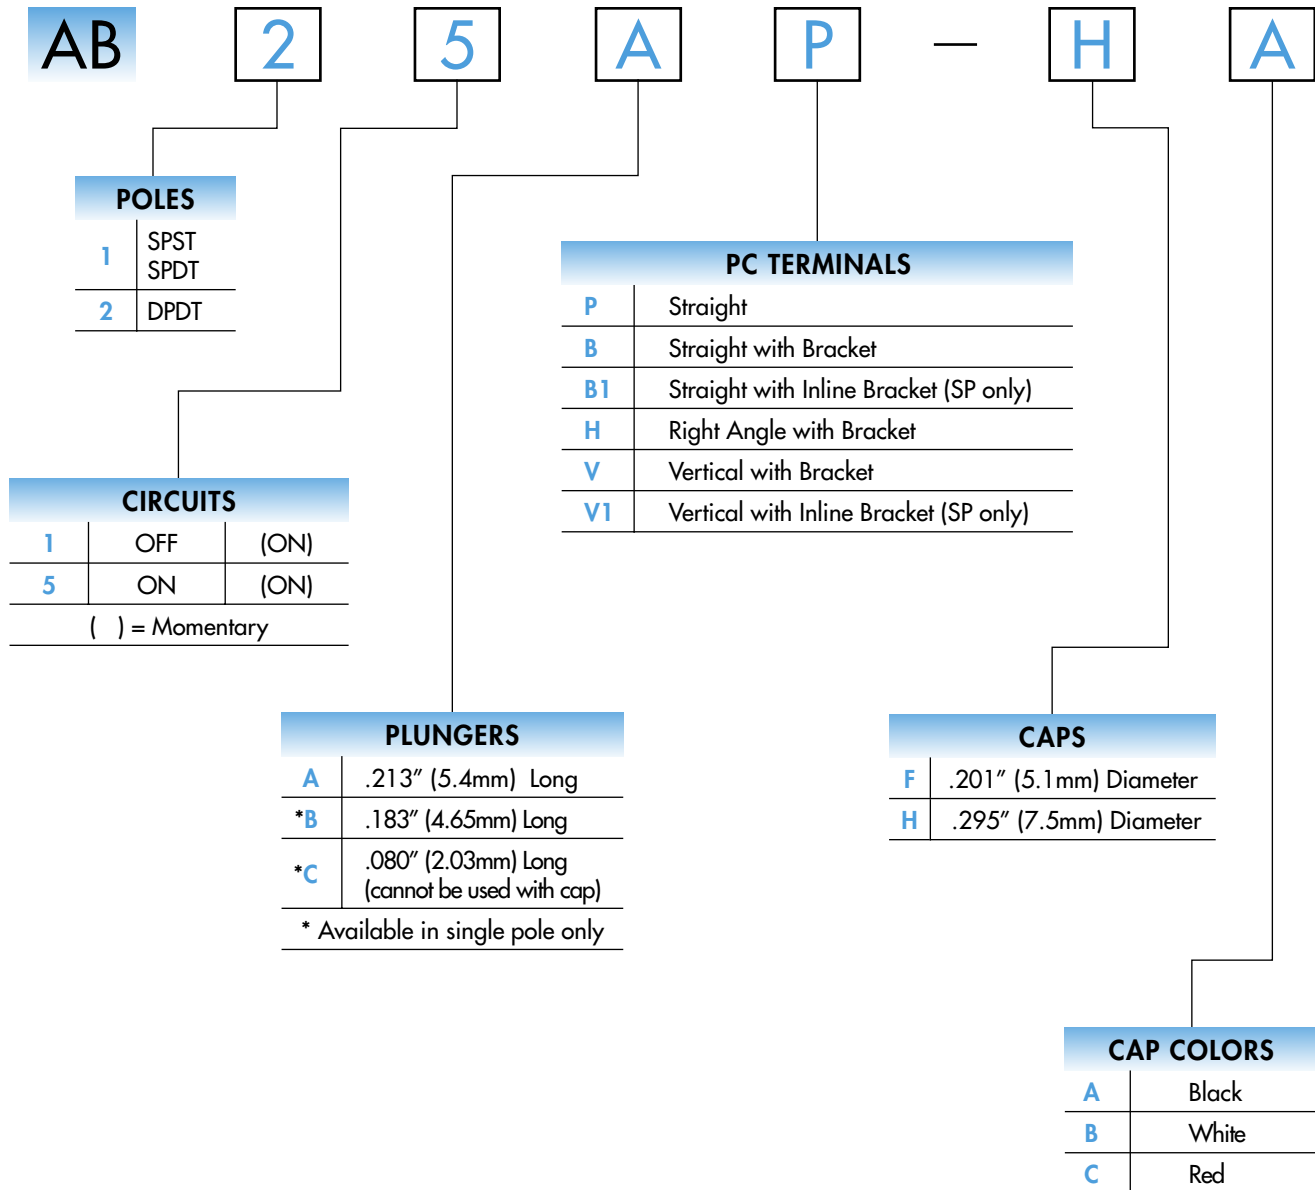 AB 2 5 A P — H A
POLES
1 SPST
SPDT
2 DPDT
PC TERMINALS
P Straight
B Straight with Bracket
B1 Straight with Inline Bracket (SP only)
H Right Angle with Bracket
V Vertical with Bracket
V1 Vertical with Inline Bracket (SP only)
CIRCUITS
1 OFF (ON)
5 ON (ON)
( ) = Momentary
PLUNGERS
A .213″ (5.4mm) Long
*B .183″ (4.65mm) Long
*C .080″ (2.03mm) Long
(cannot be used with cap)
* Available in single pole only
CAPS
F .201″ (5.1mm) Diameter
H .295″ (7.5mm) Diameter
CAP COLORS
A Black
B White
C Red